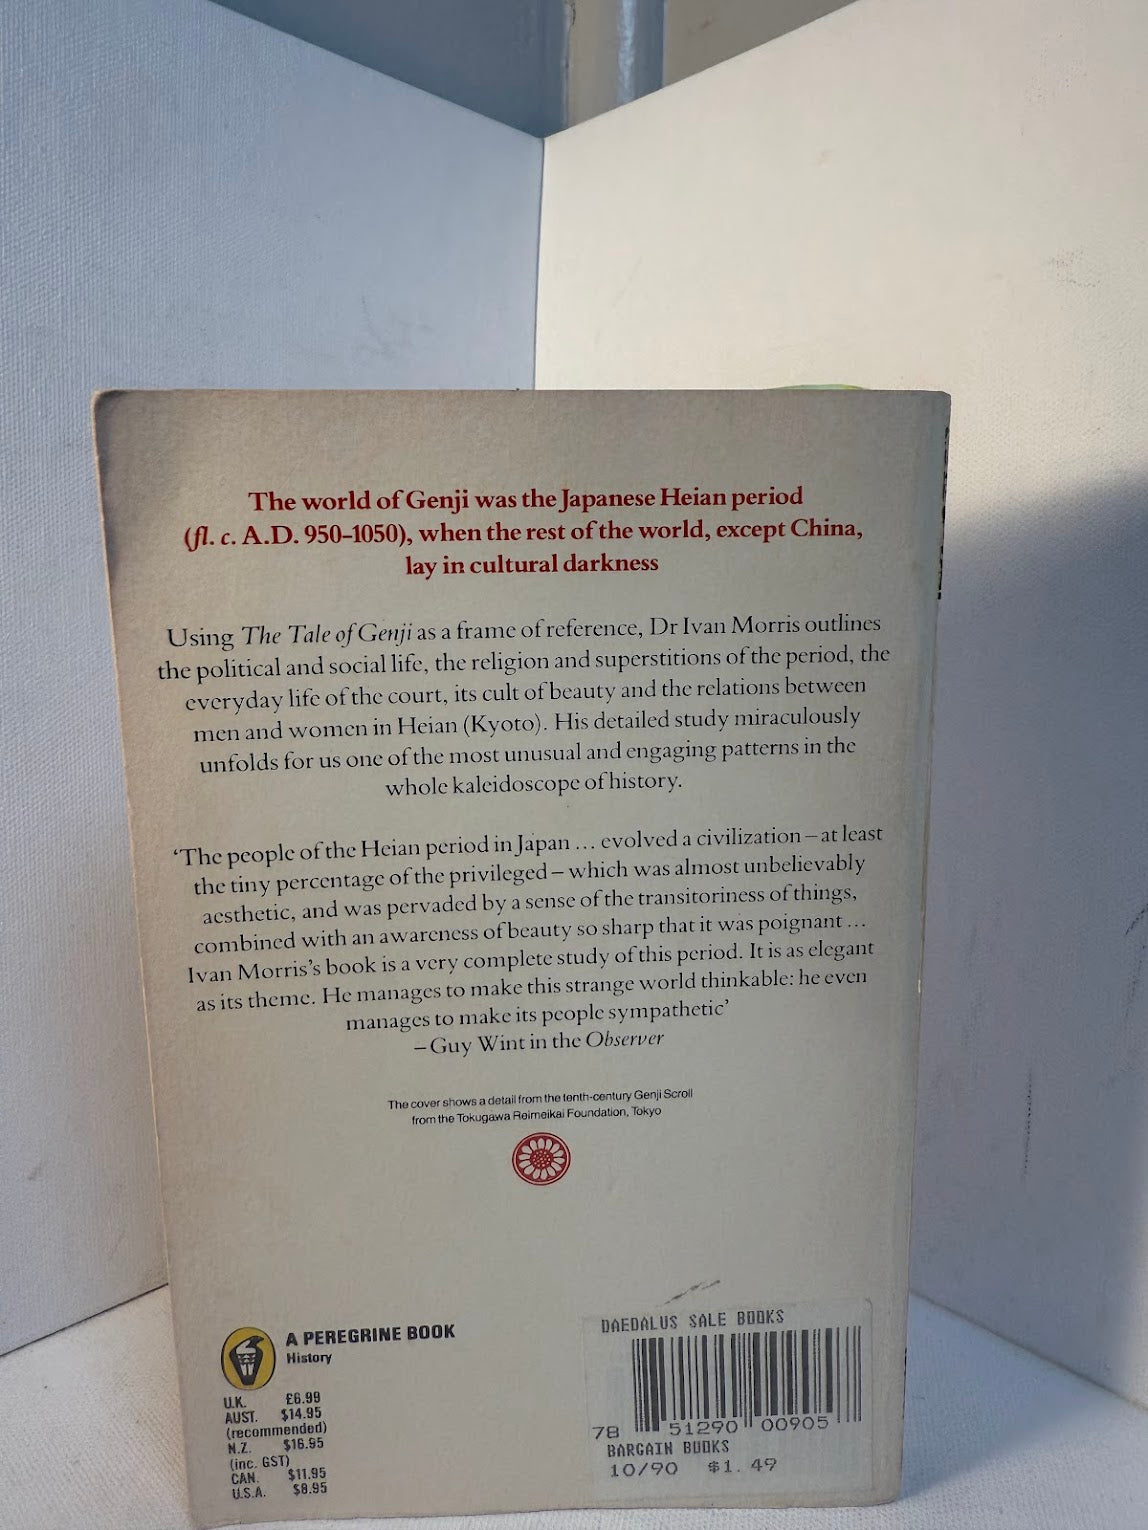 The world of Genji was the Japanese Heian period
(fl. c. A.D. 950–1050), when the rest of the world, except China,
lay in cultural darkness
Using The Tale of Genji as a frame of reference, Dr Ivan Morris outlines
the political and social life, the religion and superstitions of the period, the
everyday life of the court, its cult of beauty and the relations between
men and women in Heian (Kyoto). His detailed study miraculously
unfolds for us one of the most unusual and engaging patterns in the
whole kaleidoscope of history.
‘The people of the Heian period in Japan ... evolved a civilization – at least
the tiny percentage of the privileged – which was almost unbelievably
aesthetic, and was pervaded by a sense of the transitoriness of things,
combined with an awareness of beauty so sharp that it was poignant ...
Ivan Morris’s book is a very complete study of this period. It is as elegant
as its theme. He manages to make this strange world thinkable: he even
manages to make its people sympathetic’
– Guy Wint in the Observer
The cover shows a detail from the tenth-century Genji Scroll
from the Tokugawa Reimeikai Foundation, Tokyo
A PEREGRINE BOOK
History
U.K. £6.99
AUST. $14.95
(recommended)
N.Z. $16.95
(inc. GST)
CAN. $11.95
U.S.A. $8.95
DAEDALUS SALE BOOKS
78 51290 00905
BARGAIN BOOKS
10/90 $1.49